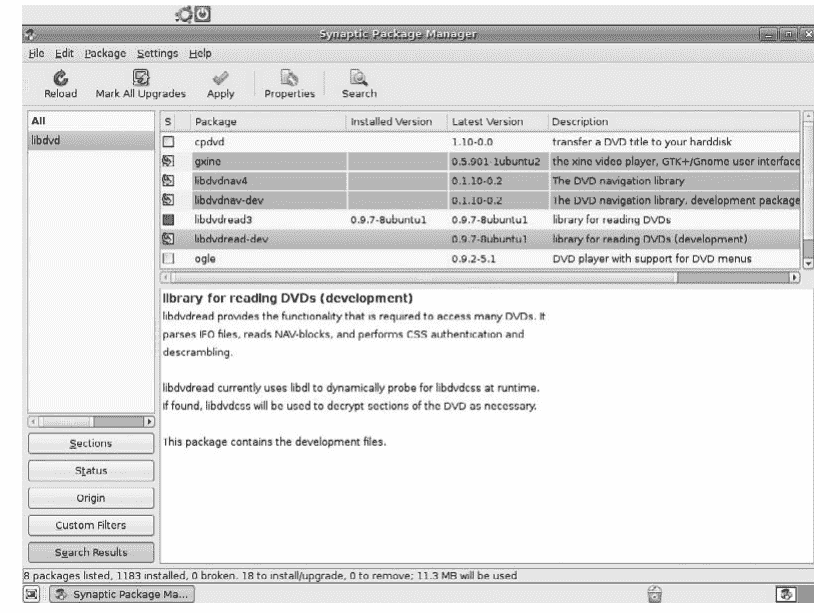 Synaptic Package Manager
File Edit Package Settings Help
Reload Mark All Upgrades Apply Properties Search
All
libdvd
S Package Installed Version Latest Version Description
cpdvd 1.10-0.0 transfer a DVD title to your harddisk
gxine 0.5.901-1ubuntu2 the xine video player, GTK+/Gnome user interface
libdvdnav4 0.1.10-0.2 The DVD navigation library
libdvdnav-dev 0.1.10-0.2 The DVD navigation library, development package
libdvdread3 0.9.7-8ubuntu1 0.9.7-8ubuntu1 library for reading DVDs
libdvdread-dev 0.9.7-8ubuntu1 library for reading DVDs (development)
ogle 0.9.2-5.1 DVD player with support for DVD menus
library for reading DVDs (development)
libdvdread provides the functionality that is required to access many DVDs. It
parses IFO files, reads NAV-blocks, and performs CSS authentication and
descrambling.
libdvdread currently uses libdl to dynamically probe for libdvdcss at runtime.
If found, libdvdcss will be used to decrypt sections of the DVD as necessary.
This package contains the development files.
Sections
Status
Origin
Custom Filters
Search Results
8 packages listed, 1183 installed, 0 broken. 18 to install/upgrade, 0 to remove; 11.3 MB will be used
Synaptic Package Ma...